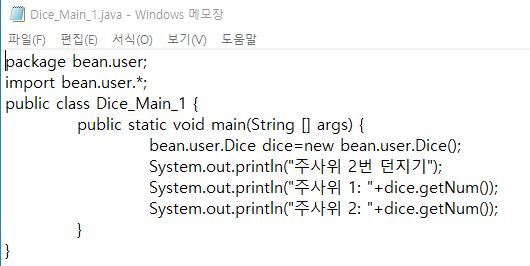 Dice_Main_1.java - Windows 메모장
파일(F) 편집(E) 서식(O) 보기(V) 도움말
package bean.user;
import bean.user.*;
public class Dice_Main_1 {
public static void main(String [] args) {
bean.user.Dice dice=new bean.user.Dice();
System.out.println("주사위 2번 던지기");
System.out.println("주사위 1: "+dice.getNum());
System.out.println("주사위 2: "+dice.getNum());
}
}